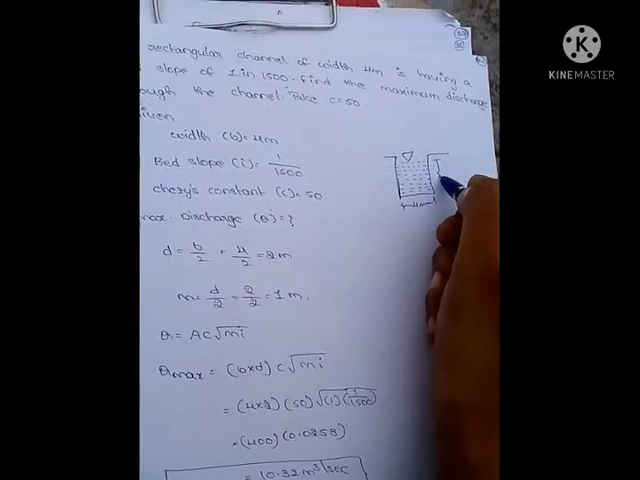 rectangular channel of width 4m is having a
slope of 1 in 1500. find the maximum discharge
ough the channel. Take c=50.
iven
width (b)=4m
Bed slope (i)= 1/1500
chezy's constant (c)=50
max. Discharge (Q)=?
d = b/2 = 4/2 = 2m
m = d/2 = 2/2 = 1m.
Q = AC√mi
Qmax = (b×d) C√mi
= (4×2) (50) √(1)(1/1500)
= (400) (0.0258)
= 10.32 m³/sec
4m
KINEMASTER